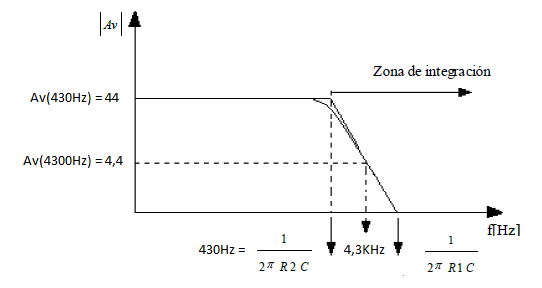 |Av|
Zona de integración
Av(430Hz) = 44
Av(4300Hz) = 4,4
f[Hz]
430Hz = 1 / 2π R2 C
4,3KHz
1 / 2π R1 C